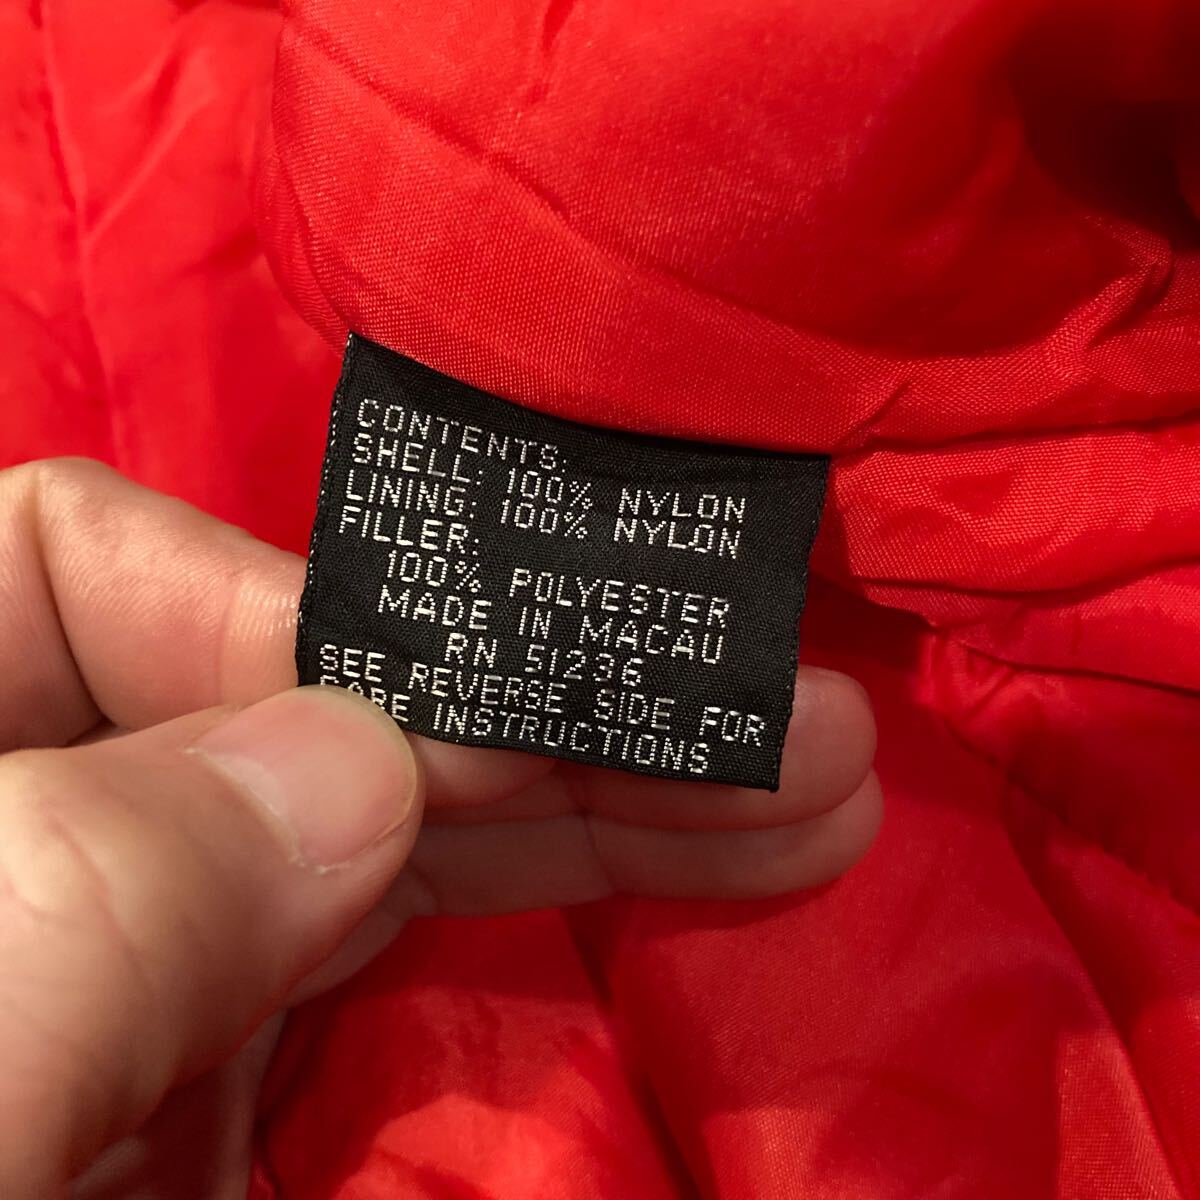 CONTENTS:
SHELL: 100% NYLON
LINING: 100% NYLON
FILLER:
100% POLYESTER
MADE IN MACAU
RN 51296
SEE REVERSE SIDE FOR
CARE INSTRUCTIONS